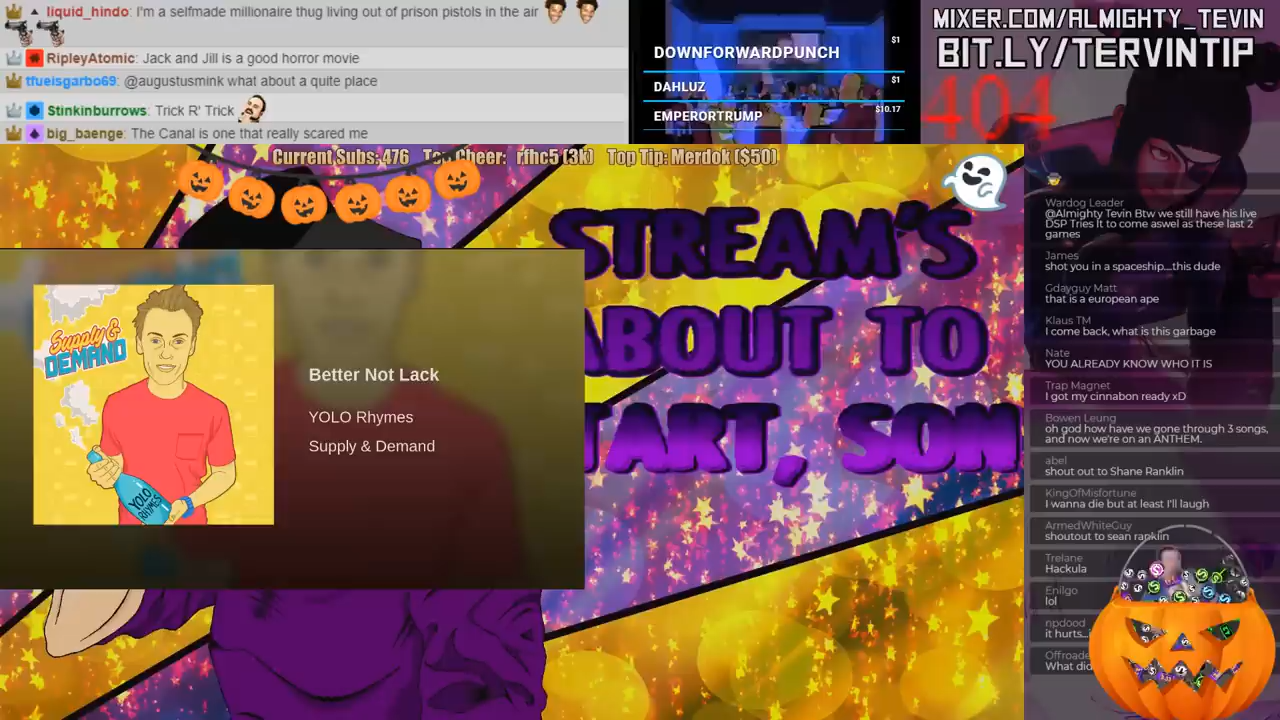 liquid_hindo: I'm a selfmade millionaire thug living out of prison pistols in the air
RipleyAtomic: Jack and Jill is a good horror movie
tfueisgarbo69: @augustusmink what about a quite place
Stinkinburrows: Trick R' Trick
big_baenge: The Canal is one that really scared me
$1
DOWNFORWARDPUNCH
$1
DAHLUZ
$10.17
EMPERORTRUMP
MIXER.COM/ALMIGHTY_TEVIN
BIT.LY/TERVINTIP
404
Current Subs: 476 Top Cheer: rfhc5 (3k) Top Tip: Merdok ($50)
STREAM'S
ABOUT TO
TART, SON
Supply &
DEMAND
YOLO
RHYMES
Better Not Lack
YOLO Rhymes
Supply & Demand
Wardog Leader
@Almighty Tevin Btw we still have his live
DSP Tries It to come aswel as these last 2
games
James
shot you in a spaceship....this dude
Gdayguy Matt
that is a european ape
Klaus TM
I come back, what is this garbage
Nate
YOU ALREADY KNOW WHO IT IS
Trap Magnet
I got my cinnabon ready xD
Bowen Leung
oh god how have we gone through 3 songs,
and now we're on an ANTHEM.
abel
shout out to Shane Ranklin
KingOfMisfortune
I wanna die but at least I'll laugh
ArmedWhiteGuy
shoutout to sean ranklin
Trelane
Hackula
Enilgo
lol
npdood
it hurts...
Offroade
What did